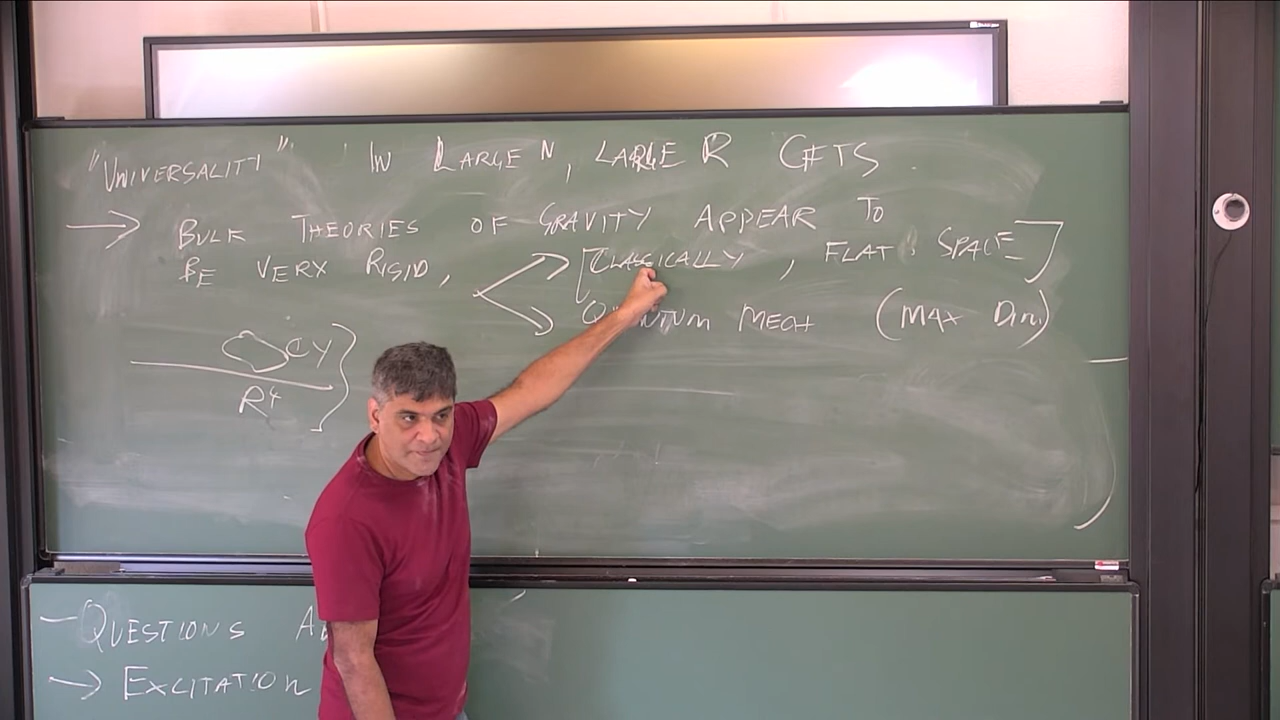 "UNIVERSALITY" IN LARGE N, LARGE R CFTS.
→ BULK THEORIES OF GRAVITY APPEAR TO
BE VERY RIGID, [CLASSICALLY, FLAT SPACE]
QUANTUM MECH (MAX DIM)
CY
R4
- QUESTIONS
→ EXCITATION